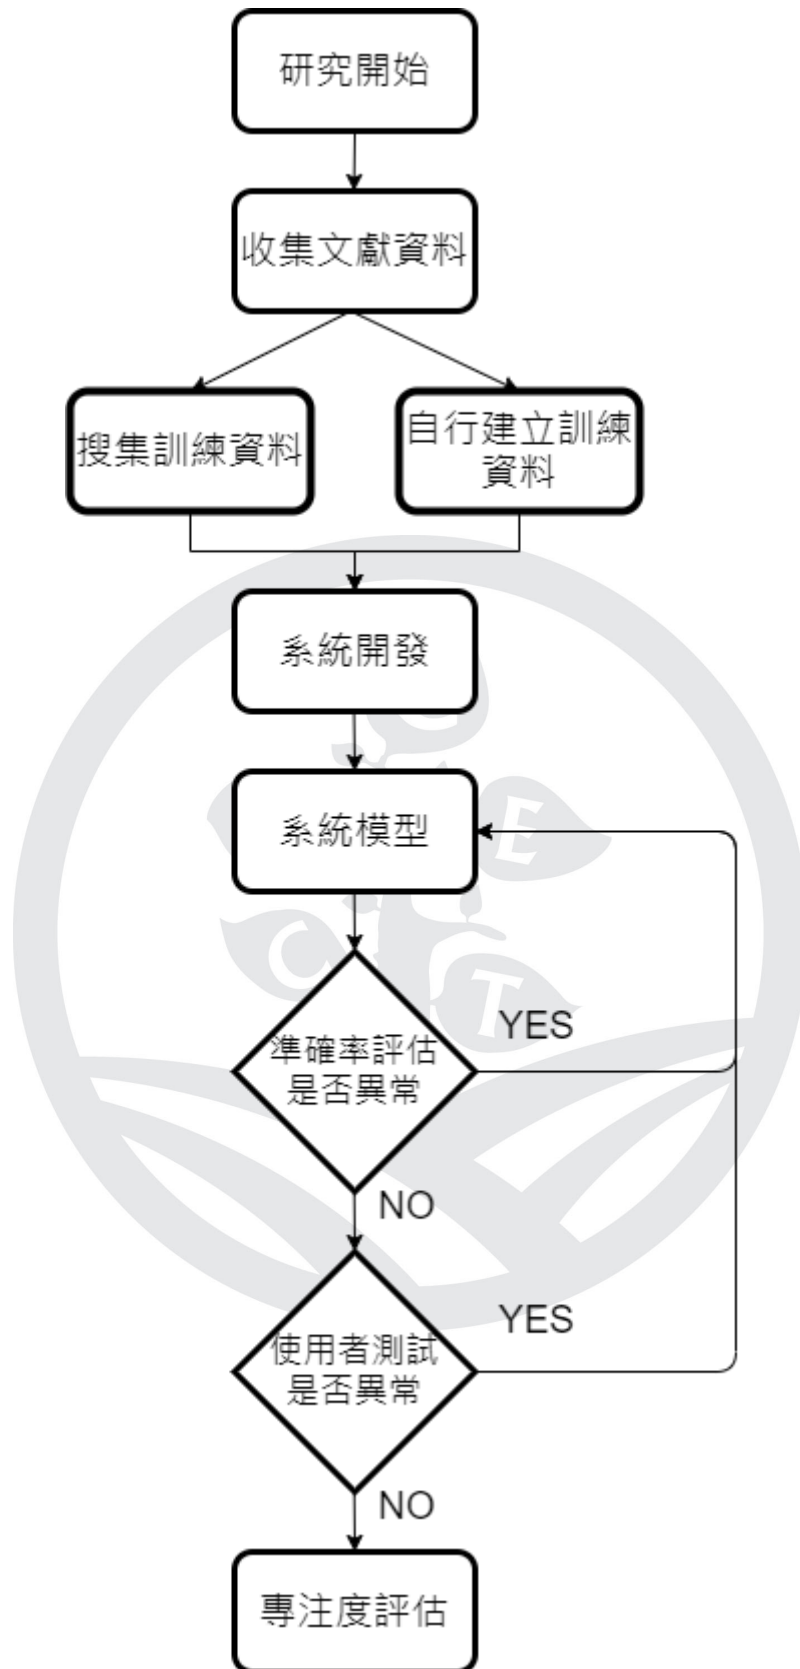 研究開始
收集文獻資料
搜集訓練資料
自行建立訓練
資料
系統開發
系統模型
E
C
T
準確率評估
是否異常
YES
NO
使用者測試
是否異常
YES
NO
專注度評估